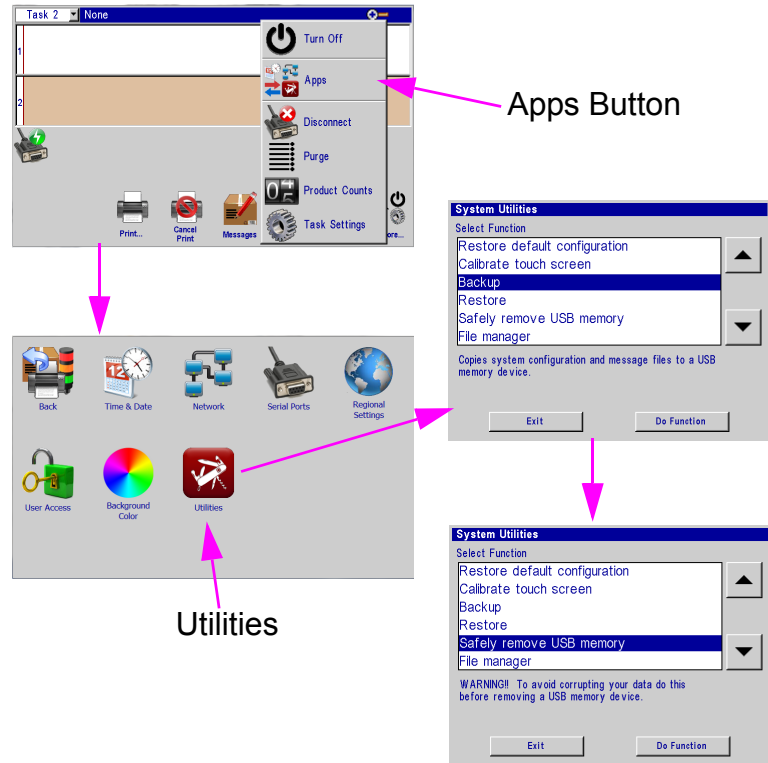 Task 2 None
1
2
Turn Off
Apps
Disconnect
Purge
Product Counts
Task Settings
Print...
Cancel
Print
Messages
ore...
Apps Button
Back
Time & Date
Network
Serial Ports
Regional
Settings
User Access
Background
Color
Utilities
Utilities
System Utilities
Select Function
Restore default configuration
Calibrate touch screen
Backup
Restore
Safely remove USB memory
File manager
Copies system configuration and message files to a USB
memory device.
Exit Do Function
System Utilities
Select Function
Restore default configuration
Calibrate touch screen
Backup
Restore
Safely remove USB memory
File manager
WARNING!! To avoid corrupting your data do this
before removing a USB memory device.
Exit Do Function